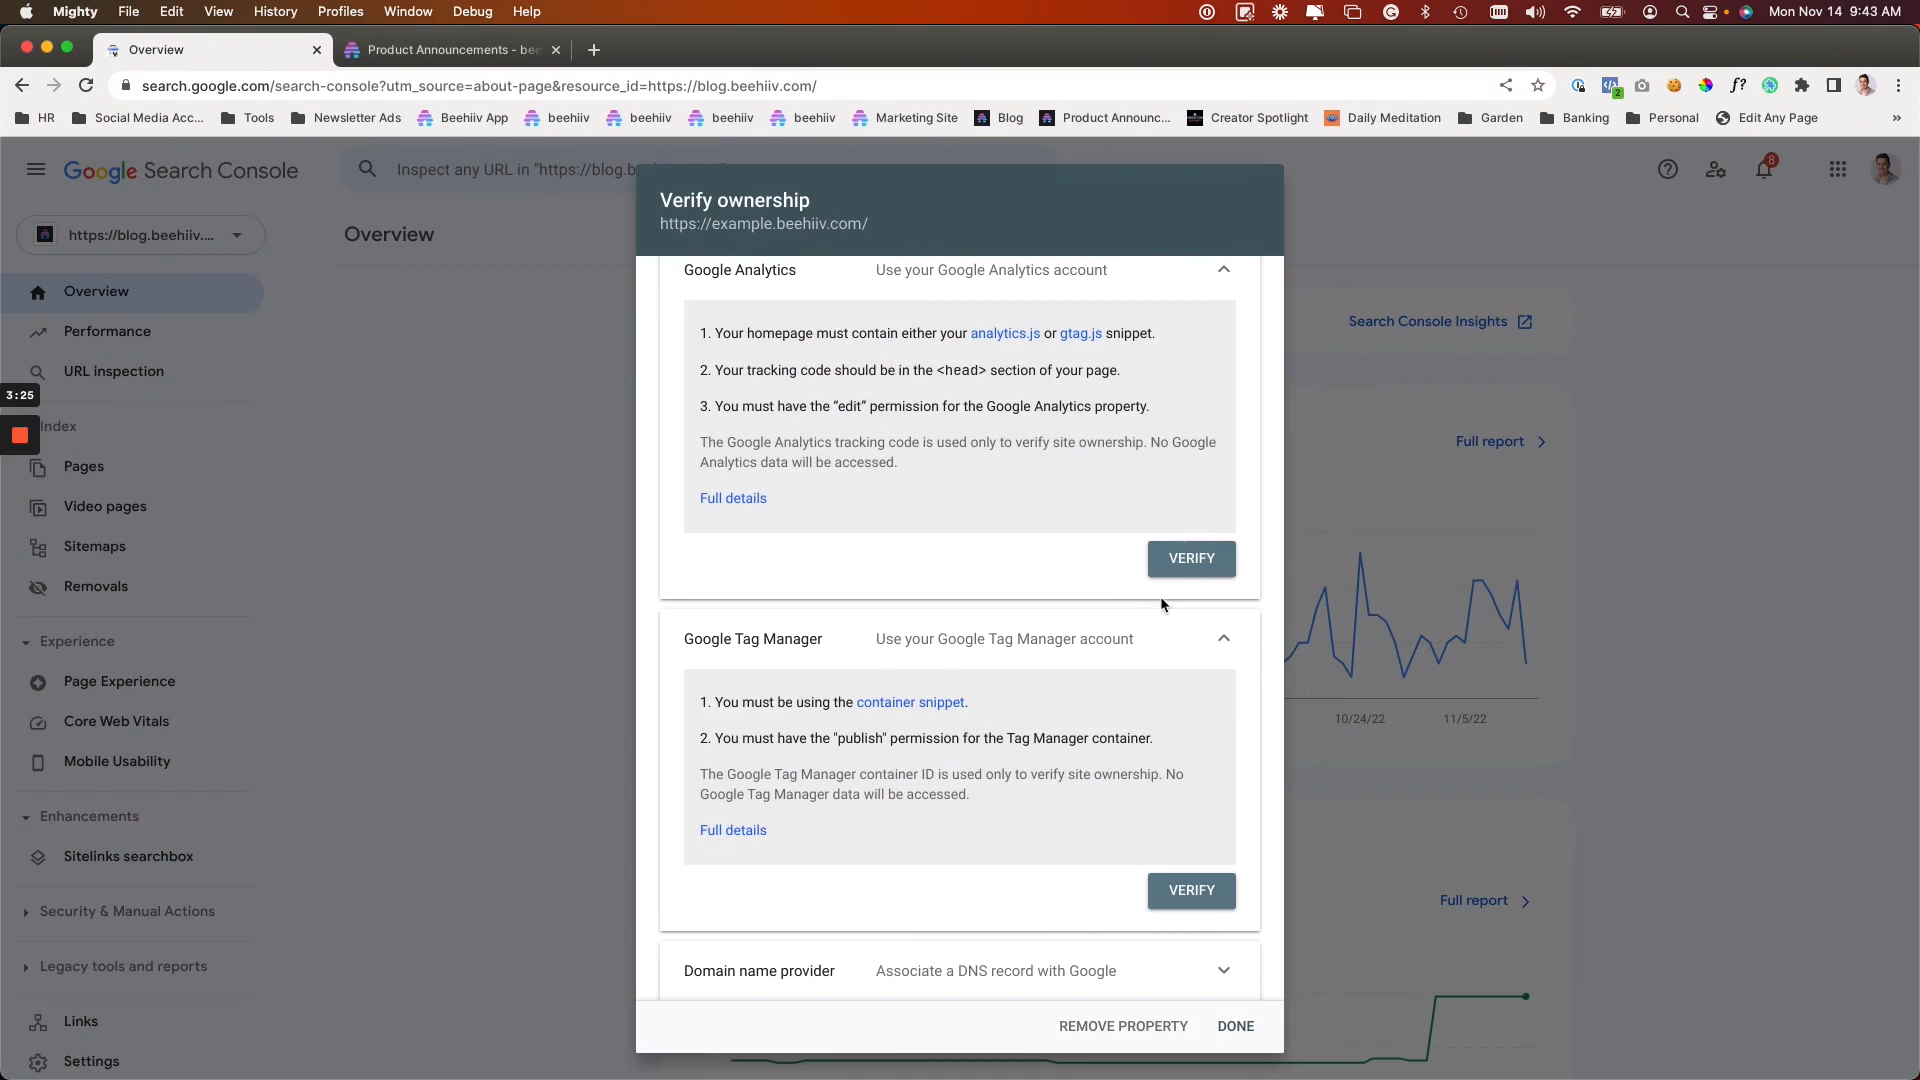 Mighty File Edit View History Profiles Window Debug Help Mon Nov 14 9:43 AM
Overview Product Announcements - bee
search.google.com/search-console?utm_source=about-page&resource_id=https://blog.beehiiv.com/
2
HR Social Media Acc... Tools Newsletter Ads Beehiiv App beehiiv beehiiv beehiiv beehiiv Marketing Site Blog Product Announc... Creator Spotlight Daily Meditation Garden Banking Personal Edit Any Page »
Google Search Console
Inspect any URL in "https://blog.b
8
https://blog.beehiiv....
Overview
Overview
Performance
URL inspection
3:25
Index
Pages
Video pages
Sitemaps
Removals
Experience
Page Experience
Core Web Vitals
Mobile Usability
Enhancements
Sitelinks searchbox
Security & Manual Actions
Legacy tools and reports
Links
Settings
Verify ownership
https://example.beehiiv.com/
Google Analytics Use your Google Analytics account
1. Your homepage must contain either your analytics.js or gtag.js snippet.
2. Your tracking code should be in the <head> section of your page.
3. You must have the “edit” permission for the Google Analytics property.
The Google Analytics tracking code is used only to verify site ownership. No Google
Analytics data will be accessed.
Full details
VERIFY
Google Tag Manager Use your Google Tag Manager account
1. You must be using the container snippet.
2. You must have the "publish" permission for the Tag Manager container.
The Google Tag Manager container ID is used only to verify site ownership. No
Google Tag Manager data will be accessed.
Full details
VERIFY
Domain name provider Associate a DNS record with Google
REMOVE PROPERTY DONE
Search Console Insights
Full report
10/24/22 11/5/22
Full report